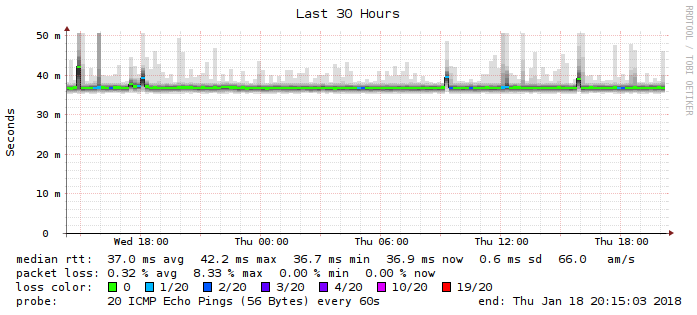 Last 30 Hours
RRDTOOL / TOBI OETIKER
Seconds
50 m
40 m
30 m
20 m
10 m
0
Wed 18:00 Thu 00:00 Thu 06:00 Thu 12:00 Thu 18:00
median rtt: 37.0 ms avg 42.2 ms max 36.7 ms min 36.9 ms now 0.6 ms sd 66.0 am/s
packet loss: 0.32 % avg 8.33 % max 0.00 % min 0.00 % now
loss color: 0 1/20 2/20 3/20 4/20 10/20 19/20
probe: 20 ICMP Echo Pings (56 Bytes) every 60s end: Thu Jan 18 20:15:03 2018